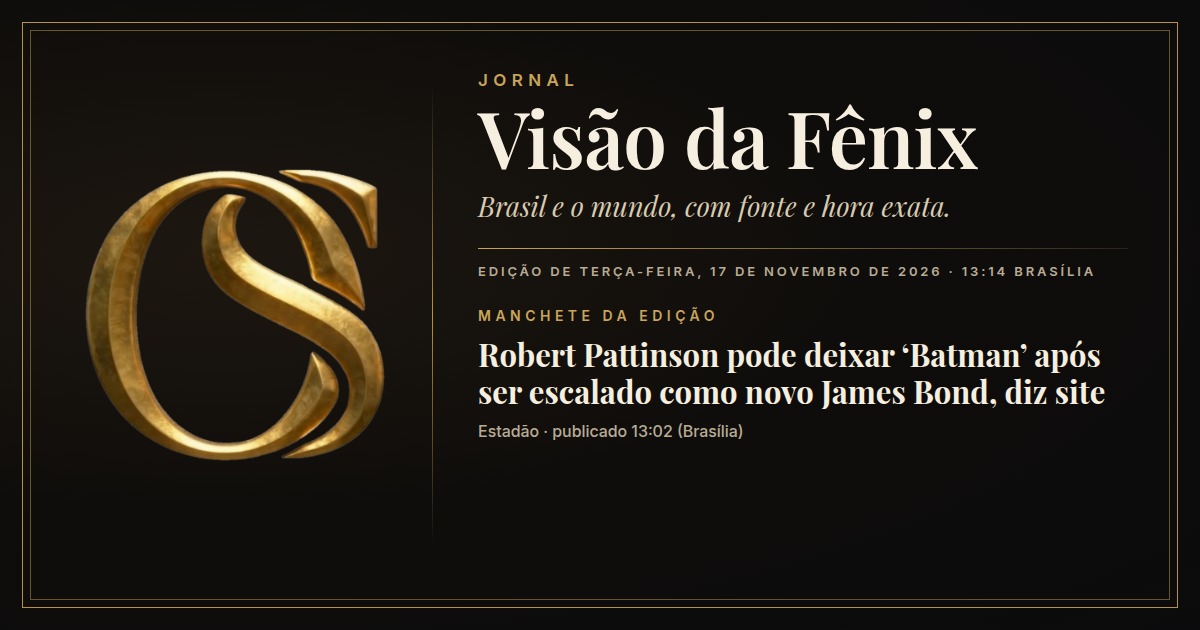 JORNAL
Visão da Fênix
Brasil e o mundo, com fonte e hora exata.
EDIÇÃO DE TERÇA-FEIRA, 17 DE NOVEMBRO DE 2026 · 13:14 BRASÍLIA
MANCHETE DA EDIÇÃO
Robert Pattinson pode deixar ‘Batman’ após
ser escalado como novo James Bond, diz site
Estadão · publicado 13:02 (Brasília)